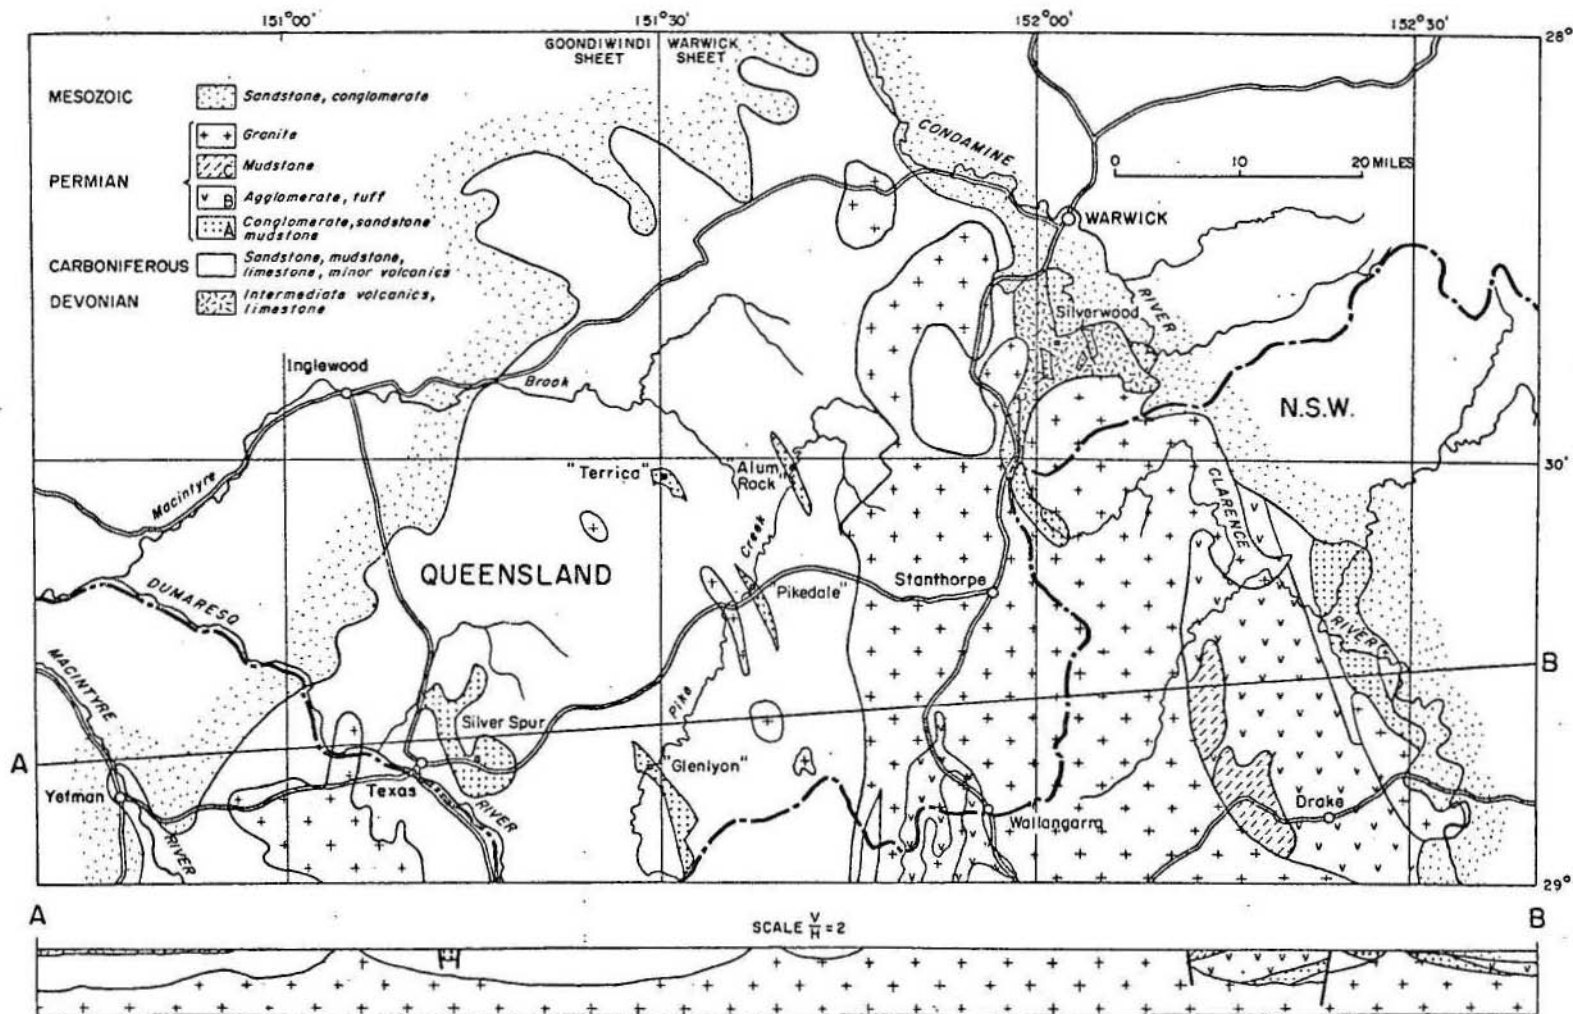 151°00'
151°30'
152°00'
152°30'
28°
GOONDIWINDI
SHEET
WARWICK
SHEET
MESOZOIC
Sandstone, conglomerate
Granite
C
Mudstone
PERMIAN
B
Agglomerate, tuff
A
Conglomerate, sandstone
mudstone
CARBONIFEROUS
Sandstone, mudstone,
limestone, minor volcanics
DEVONIAN
Intermediate volcanics,
limestone
CONDAMINE
RIVER
0 10 20 MILES
WARWICK
Silverwood
Inglewood
Brook
N.S.W.
30'
Macintyre
"Terrica"
"Alum
Rock"
CLARENCE
RIVER
Creek
QUEENSLAND
Stanthorpe
"Pikedale"
DUMARESQ
RIVER
MACINTYRE
RIVER
Pike
B
Silver Spur
A
"Glenlyon"
Yetman
Texas
Wallangarra
Drake
29°
A
SCALE V/H = 2
B